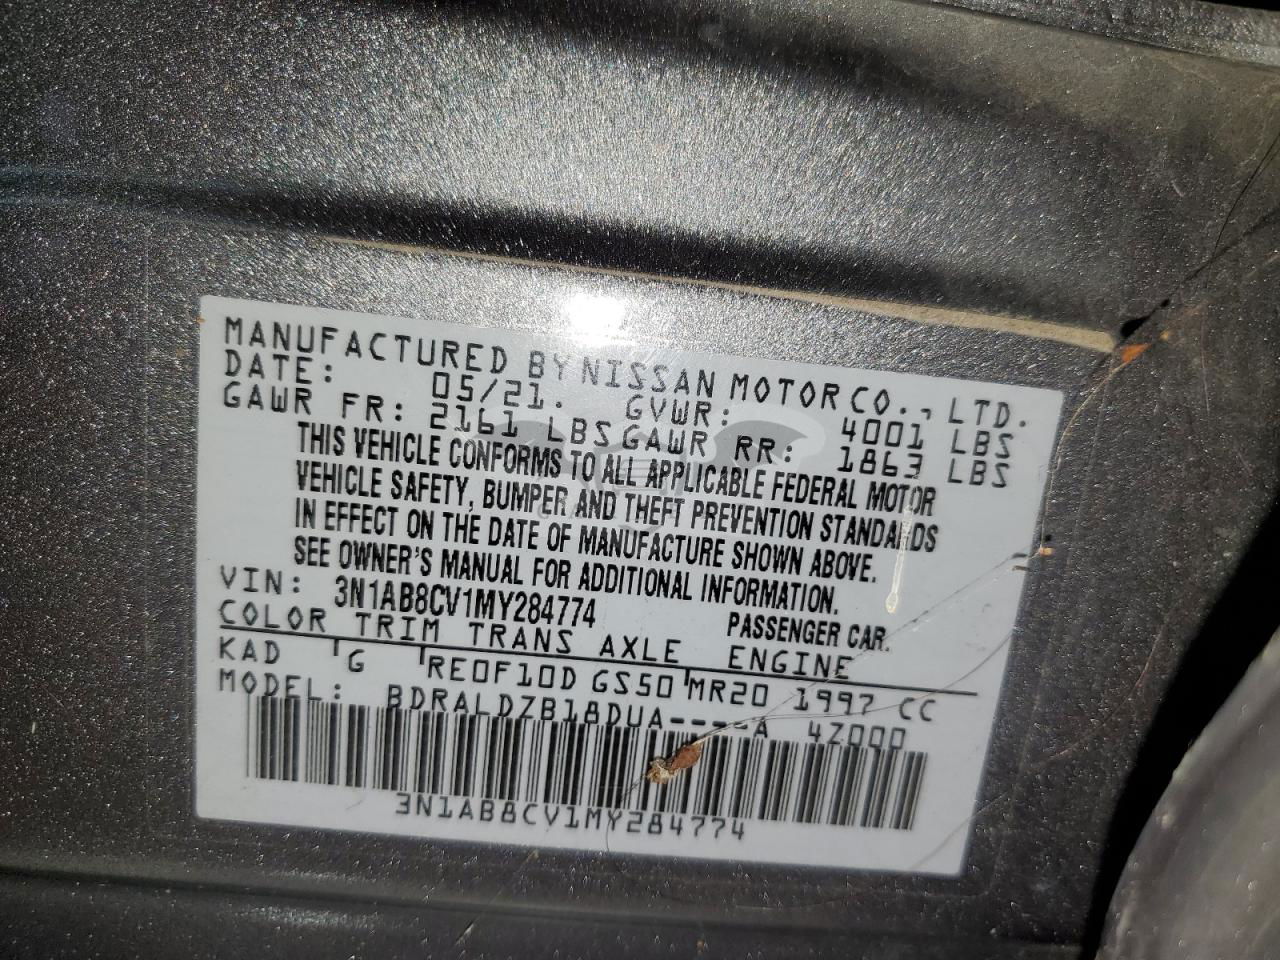 MANUFACTURED BY NISSAN MOTOR CO., LTD.
DATE: 05/21. GVWR: 4001 LBS
GAWR FR: 2161 LBS GAWR RR: 1863 LBS
THIS VEHICLE CONFORMS TO ALL APPLICABLE FEDERAL MOTOR
VEHICLE SAFETY, BUMPER AND THEFT PREVENTION STANDARDS
IN EFFECT ON THE DATE OF MANUFACTURE SHOWN ABOVE.
SEE OWNER'S MANUAL FOR ADDITIONAL INFORMATION.
VIN: 3N1AB8CV1MY284774 PASSENGER CAR.
COLOR TRIM TRANS AXLE ENGINE
KAD G RE0F10D GS50 MR20 1997 CC
MODEL: BDRALDZB18DUA----A 4Z000
3N1AB8CV1MY284774